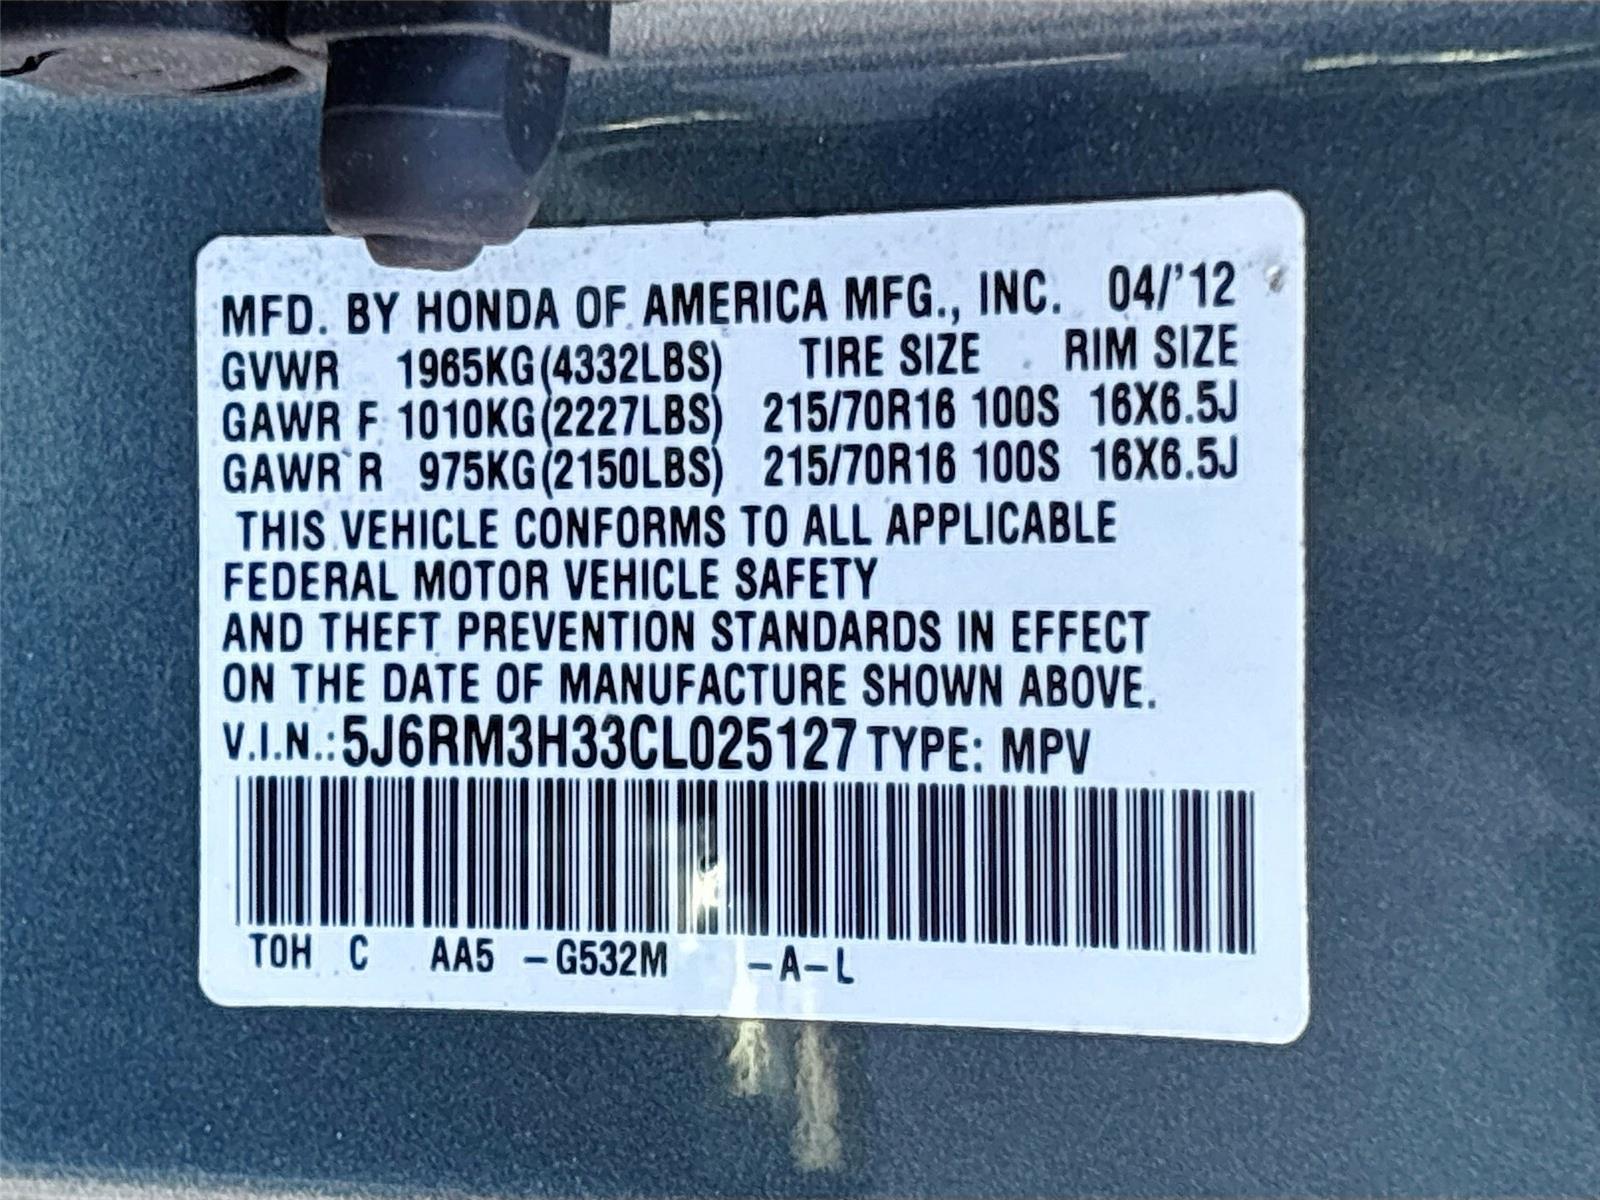 MFD. BY HONDA OF AMERICA MFG., INC. 04/'12
GVWR 1965KG(4332LBS) TIRE SIZE RIM SIZE
GAWR F 1010KG(2227LBS) 215/70R16 100S 16X6.5J
GAWR R 975KG(2150LBS) 215/70R16 100S 16X6.5J
THIS VEHICLE CONFORMS TO ALL APPLICABLE
FEDERAL MOTOR VEHICLE SAFETY
AND THEFT PREVENTION STANDARDS IN EFFECT
ON THE DATE OF MANUFACTURE SHOWN ABOVE.
V.I.N.: 5J6RM3H33CL025127 TYPE: MPV
TOH C AA5 -G532M -A-L